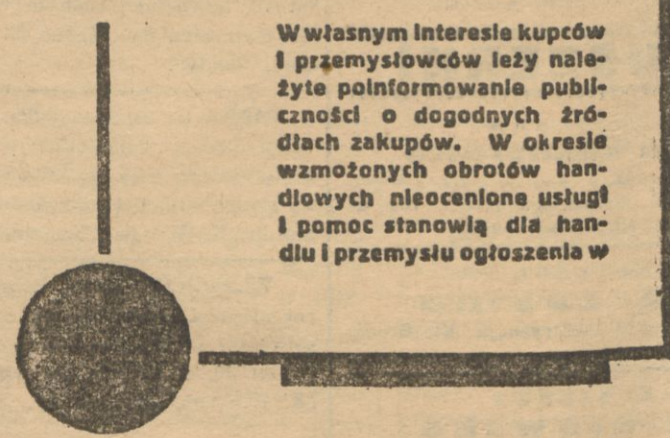 W własnym interesie kupców
i przemysłowców leży nale-
żyte poinformowanie publi-
czności o dogodnych źró-
dłach zakupów. W okresie
wzmożonych obrotów han-
dlowych nieocenione usługi
i pomoc stanowią dla han-
dlu i przemysłu ogłoszenia w